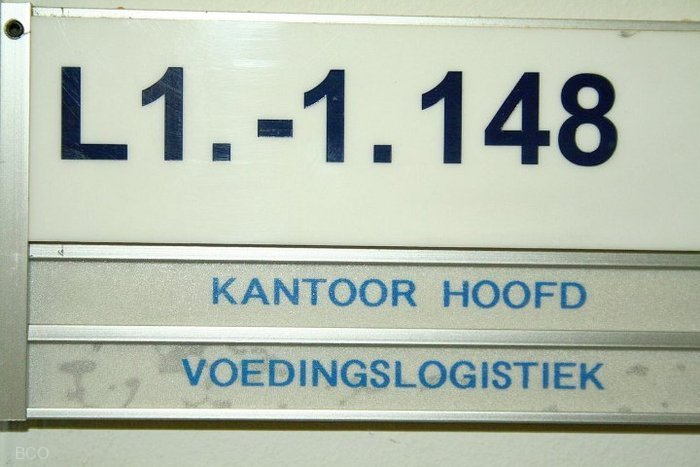 L1.-1.148
KANTOOR HOOFD
VOEDINGSLOGISTIEK
BCO